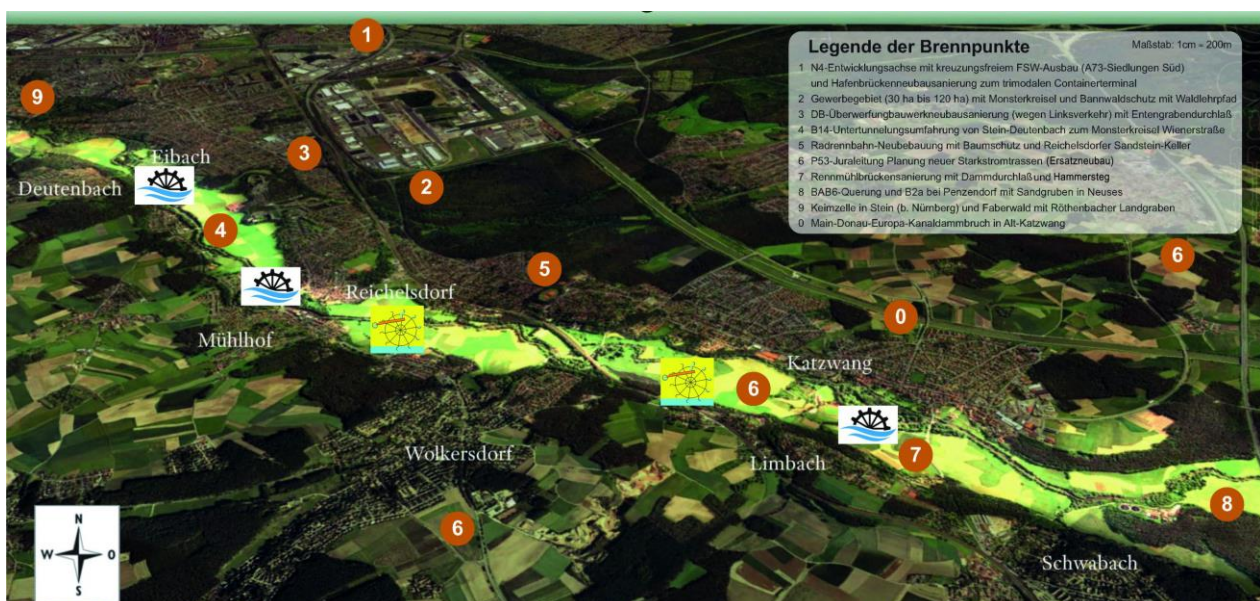 Legende der Brennpunkte
Maßstab: 1cm = 200m
1 N4-Entwicklungsachse mit kreuzungsfreiem FSW-Ausbau (A73-Siedlungen Süd)
und Hafenbrückenneubausanierung zum trimodalen Containerterminal
2 Gewerbegebiet (30 ha bis 120 ha) mit Monsterkreisel und Bannwaldschutz mit Waldlehrpfad
3 DB-Überwerfungbauwerkneubausanierung (wegen Linksverkehr) mit Entengrabendurchlaß
4 B14-Untertunnelungsumfahrung von Stein-Deutenbach zum Monsterkreisel Wienerstraße
5 Radrennbahn-Neubebauung mit Baumschutz und Reichelsdorfer Sandstein-Keller
6 P53-Juraleitung Planung neuer Starkstromtrassen (Ersatzneubau)
7 Rennmühlbrückensanierung mit Dammdurchlaß und Hammersteg
8 BAB6-Querung und B2a bei Penzendorf mit Sandgruben in Neuses
9 Keimzelle in Stein (b. Nürnberg) und Faberwald mit Röthenbacher Landgraben
0 Main-Donau-Europa-Kanaldammbruch in Alt-Katzwang
1
9
3
Eibach
Deutenbach
2
4
6
5
Reichelsdorf
0
Mühlhof
Katzwang
6
7
Wolkersdorf
Limbach
8
6
Schwabach
N
W O
S